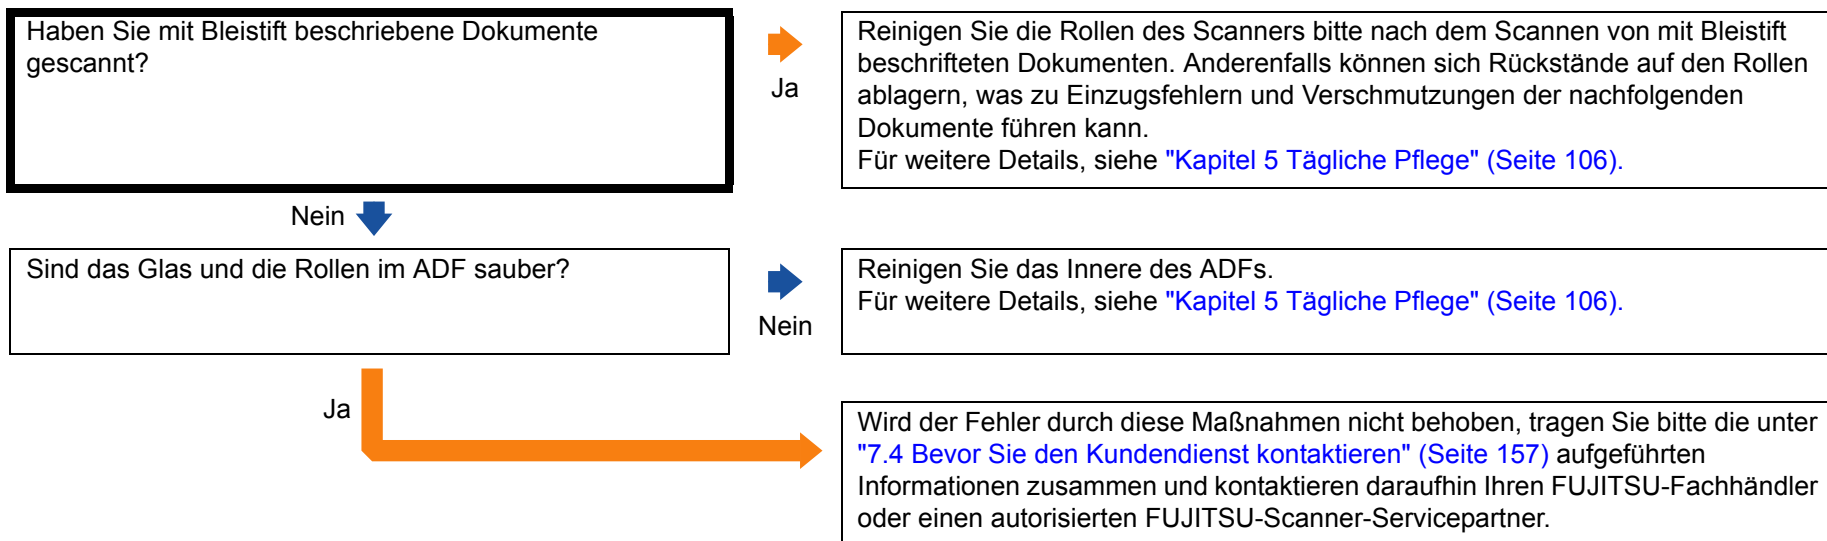 Haben Sie mit Bleistift beschriebene Dokumente
gescannt?
Ja
Reinigen Sie die Rollen des Scanners bitte nach dem Scannen von mit Bleistift
beschrifteten Dokumenten. Anderenfalls können sich Rückstände auf den Rollen
ablagern, was zu Einzugsfehlern und Verschmutzungen der nachfolgenden
Dokumente führen kann.
Für weitere Details, siehe "Kapitel 5 Tägliche Pflege" (Seite 106).
Nein
Sind das Glas und die Rollen im ADF sauber?
Nein
Reinigen Sie das Innere des ADFs.
Für weitere Details, siehe "Kapitel 5 Tägliche Pflege" (Seite 106).
Ja
Wird der Fehler durch diese Maßnahmen nicht behoben, tragen Sie bitte die unter
"7.4 Bevor Sie den Kundendienst kontaktieren" (Seite 157) aufgeführten
Informationen zusammen und kontaktieren daraufhin Ihren FUJITSU-Fachhändler
oder einen autorisierten FUJITSU-Scanner-Servicepartner.